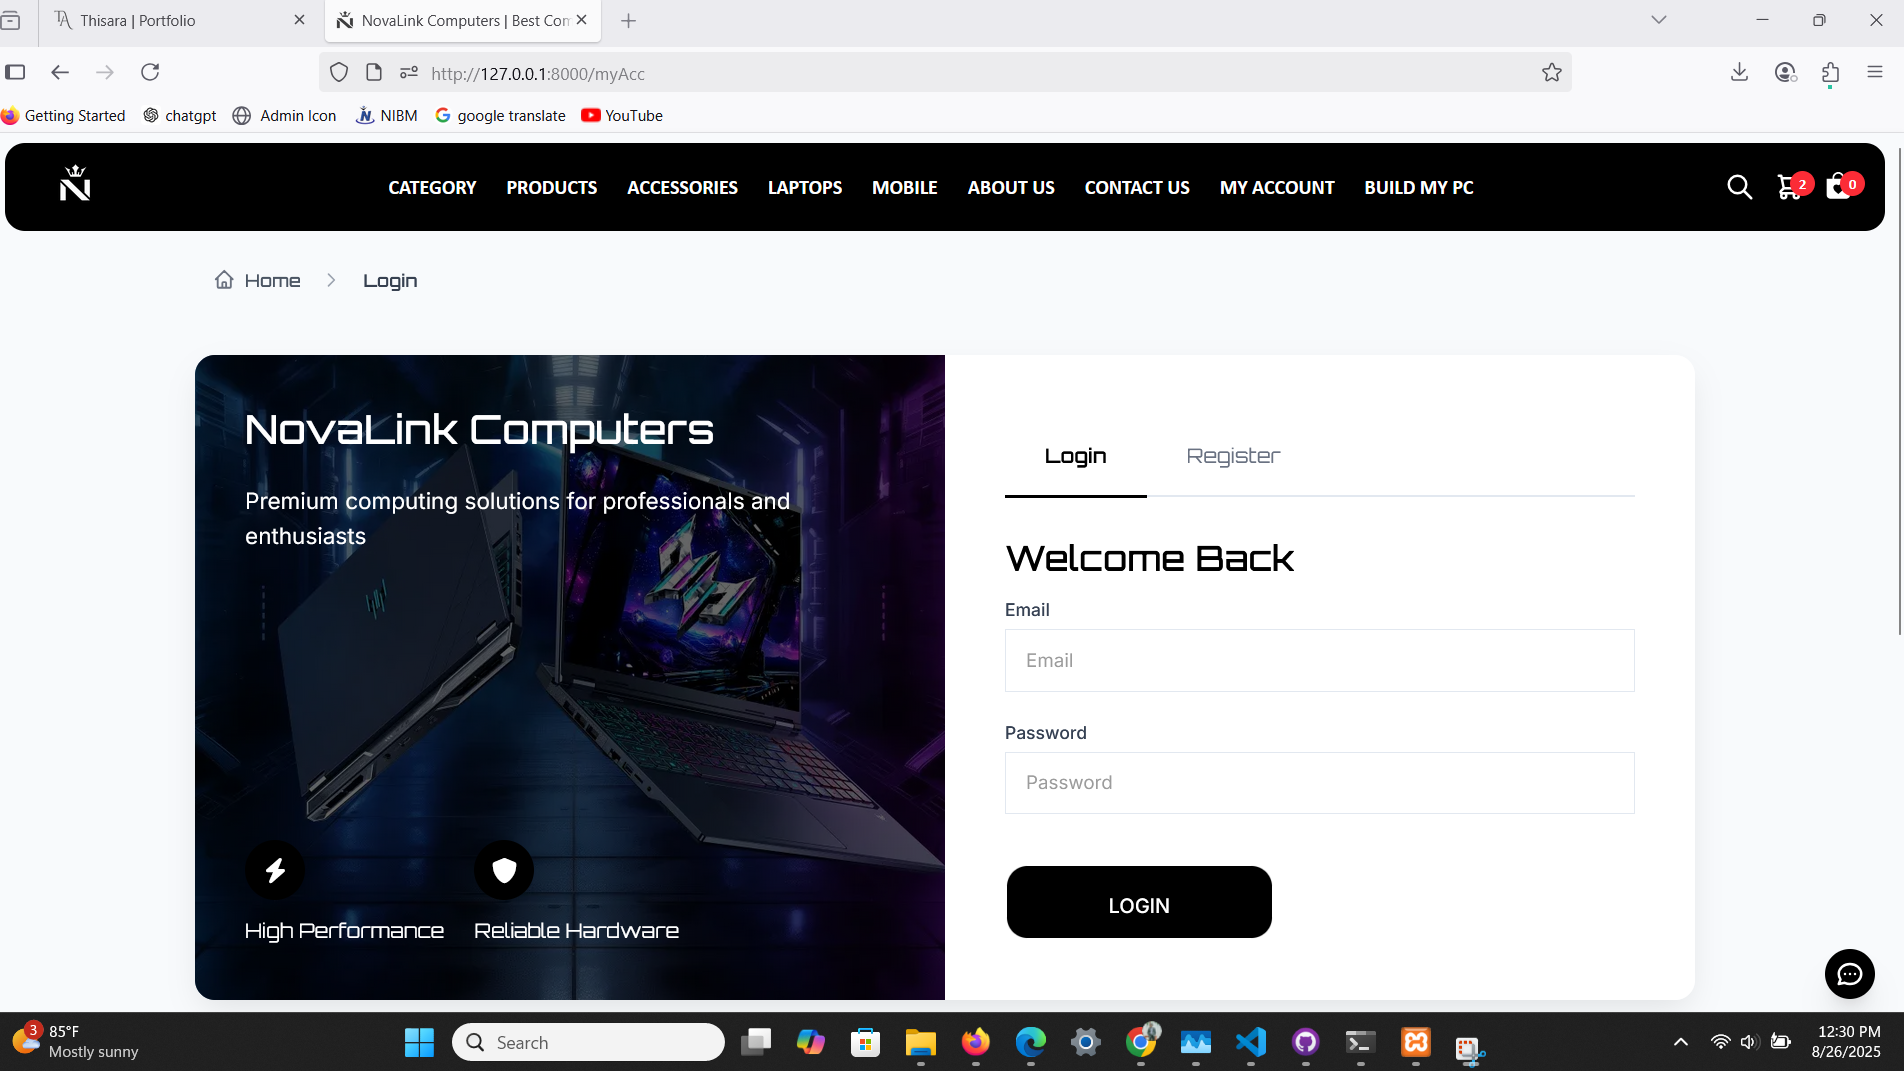 Thisara | Portfolio
NovaLink Computers | Best Com
http://127.0.0.1:8000/myAcc
Getting Started
chatgpt
Admin Icon
NIBM
google translate
YouTube
N
CATEGORY
PRODUCTS
ACCESSORIES
LAPTOPS
MOBILE
ABOUT US
CONTACT US
MY ACCOUNT
BUILD MY PC
2
0
Home
Login
NovaLink Computers
Premium computing solutions for professionals and
enthusiasts
High Performance
Reliable Hardware
Login
Register
Welcome Back
Email
Email
Password
Password
LOGIN
3
85°F
Mostly sunny
Search
12:30 PM
8/26/2025